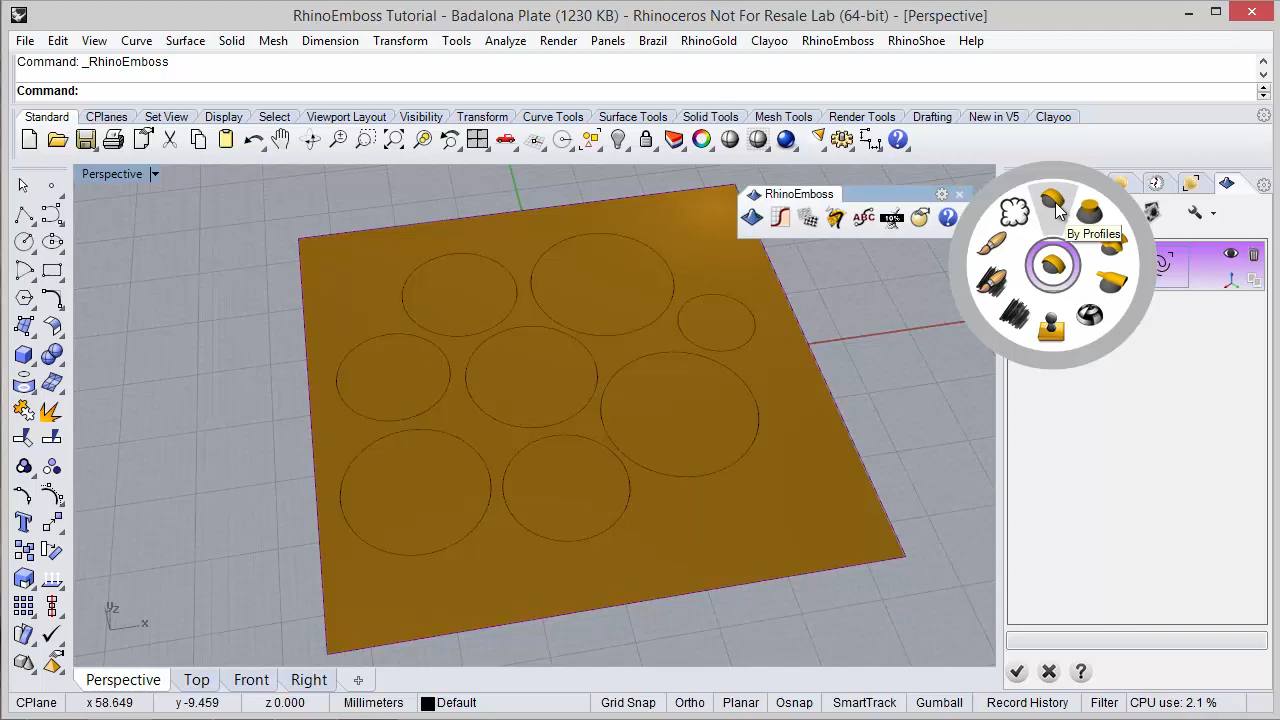 RhinoEmboss Tutorial - Badalona Plate (1230 KB) - Rhinoceros Not For Resale Lab (64-bit) - [Perspective]
File Edit View Curve Surface Solid Mesh Dimension Transform Tools Analyze Render Panels Brazil RhinoGold Clayoo RhinoEmboss RhinoShoe Help
Command: _RhinoEmboss
Command:
Standard CPlanes Set View Display Select Viewport Layout Visibility Transform Curve Tools Surface Tools Solid Tools Mesh Tools Render Tools Drafting New in V5 Clayoo
Perspective
RhinoEmboss
ABC 10%
By Profiles
yz
x
Perspective Top Front Right
CPlane x 58.649 y -9.459 z 0.000 Millimeters Default Grid Snap Ortho Planar Osnap SmartTrack Gumball Record History Filter CPU use: 2.1 %